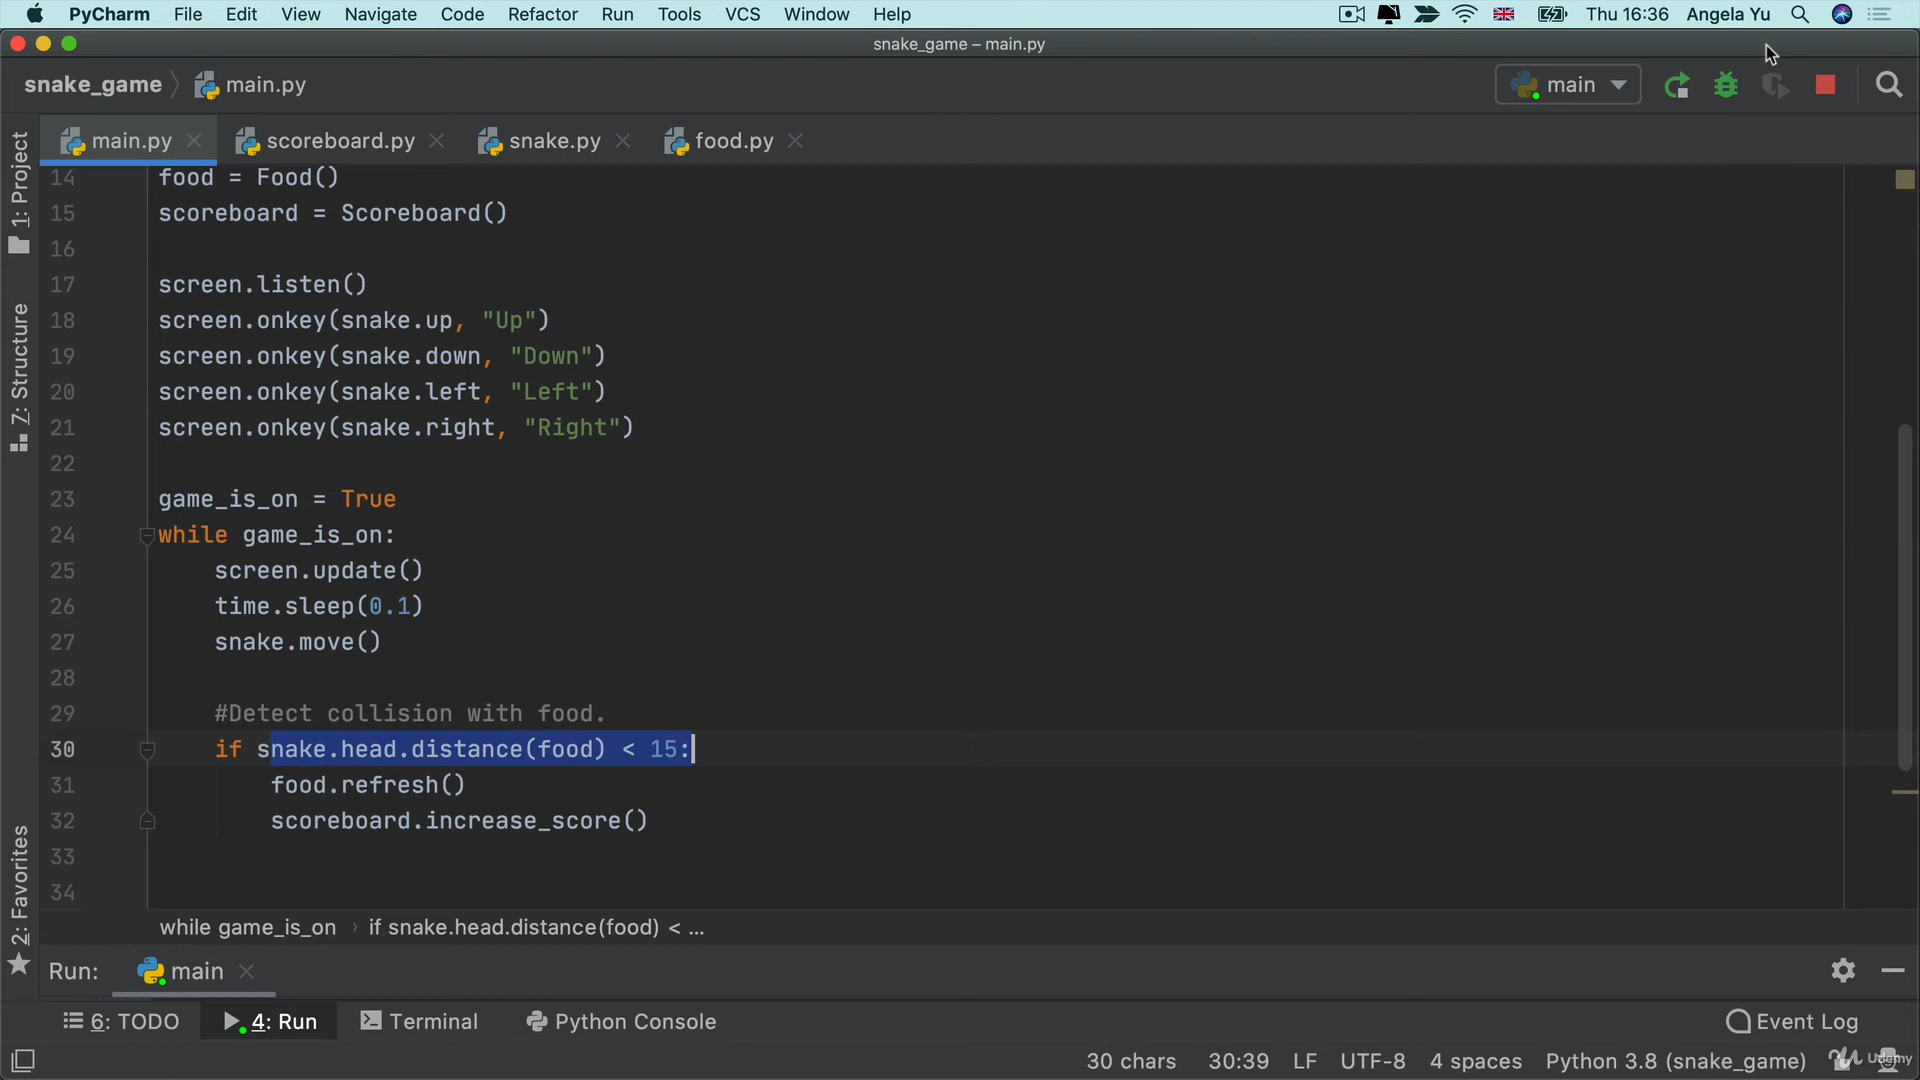 PyCharm File Edit View Navigate Code Refactor Run Tools VCS Window Help Thu 16:36 Angela Yu
snake_game – main.py
snake_game main.py main
main.py scoreboard.py snake.py food.py
1: Project
7: Structure
2: Favorites
14 food = Food()
15 scoreboard = Scoreboard()
16
17 screen.listen()
18 screen.onkey(snake.up, "Up")
19 screen.onkey(snake.down, "Down")
20 screen.onkey(snake.left, "Left")
21 screen.onkey(snake.right, "Right")
22
23 game_is_on = True
24 while game_is_on:
25 screen.update()
26 time.sleep(0.1)
27 snake.move()
28
29 #Detect collision with food.
30 if snake.head.distance(food) < 15:
31 food.refresh()
32 scoreboard.increase_score()
33
34
while game_is_on › if snake.head.distance(food) < ...
Run: main
6: TODO 4: Run Terminal Python Console Event Log
30 chars 30:39 LF UTF-8 4 spaces Python 3.8 (snake_game) Udemy